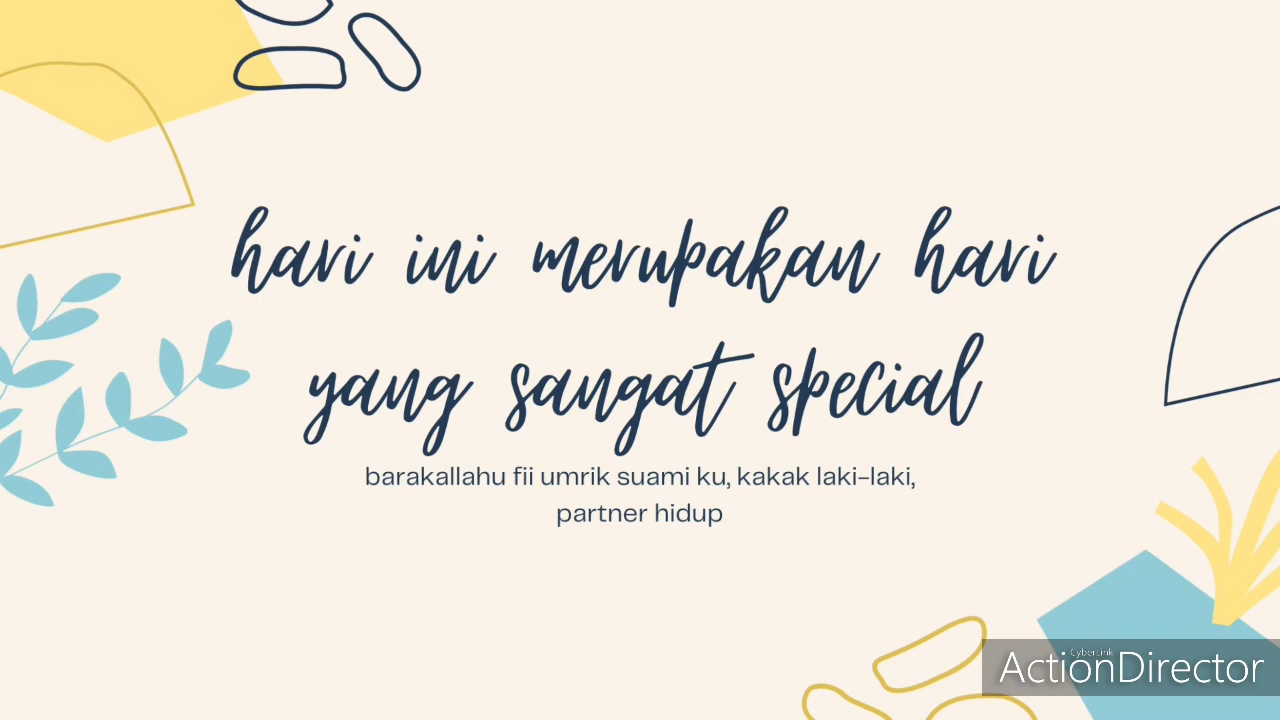 hari ini merupakan hari
yang sangat special
barakallahu fii umrik suami ku, kakak laki-laki,
partner hidup
CyberLink
ActionDirector